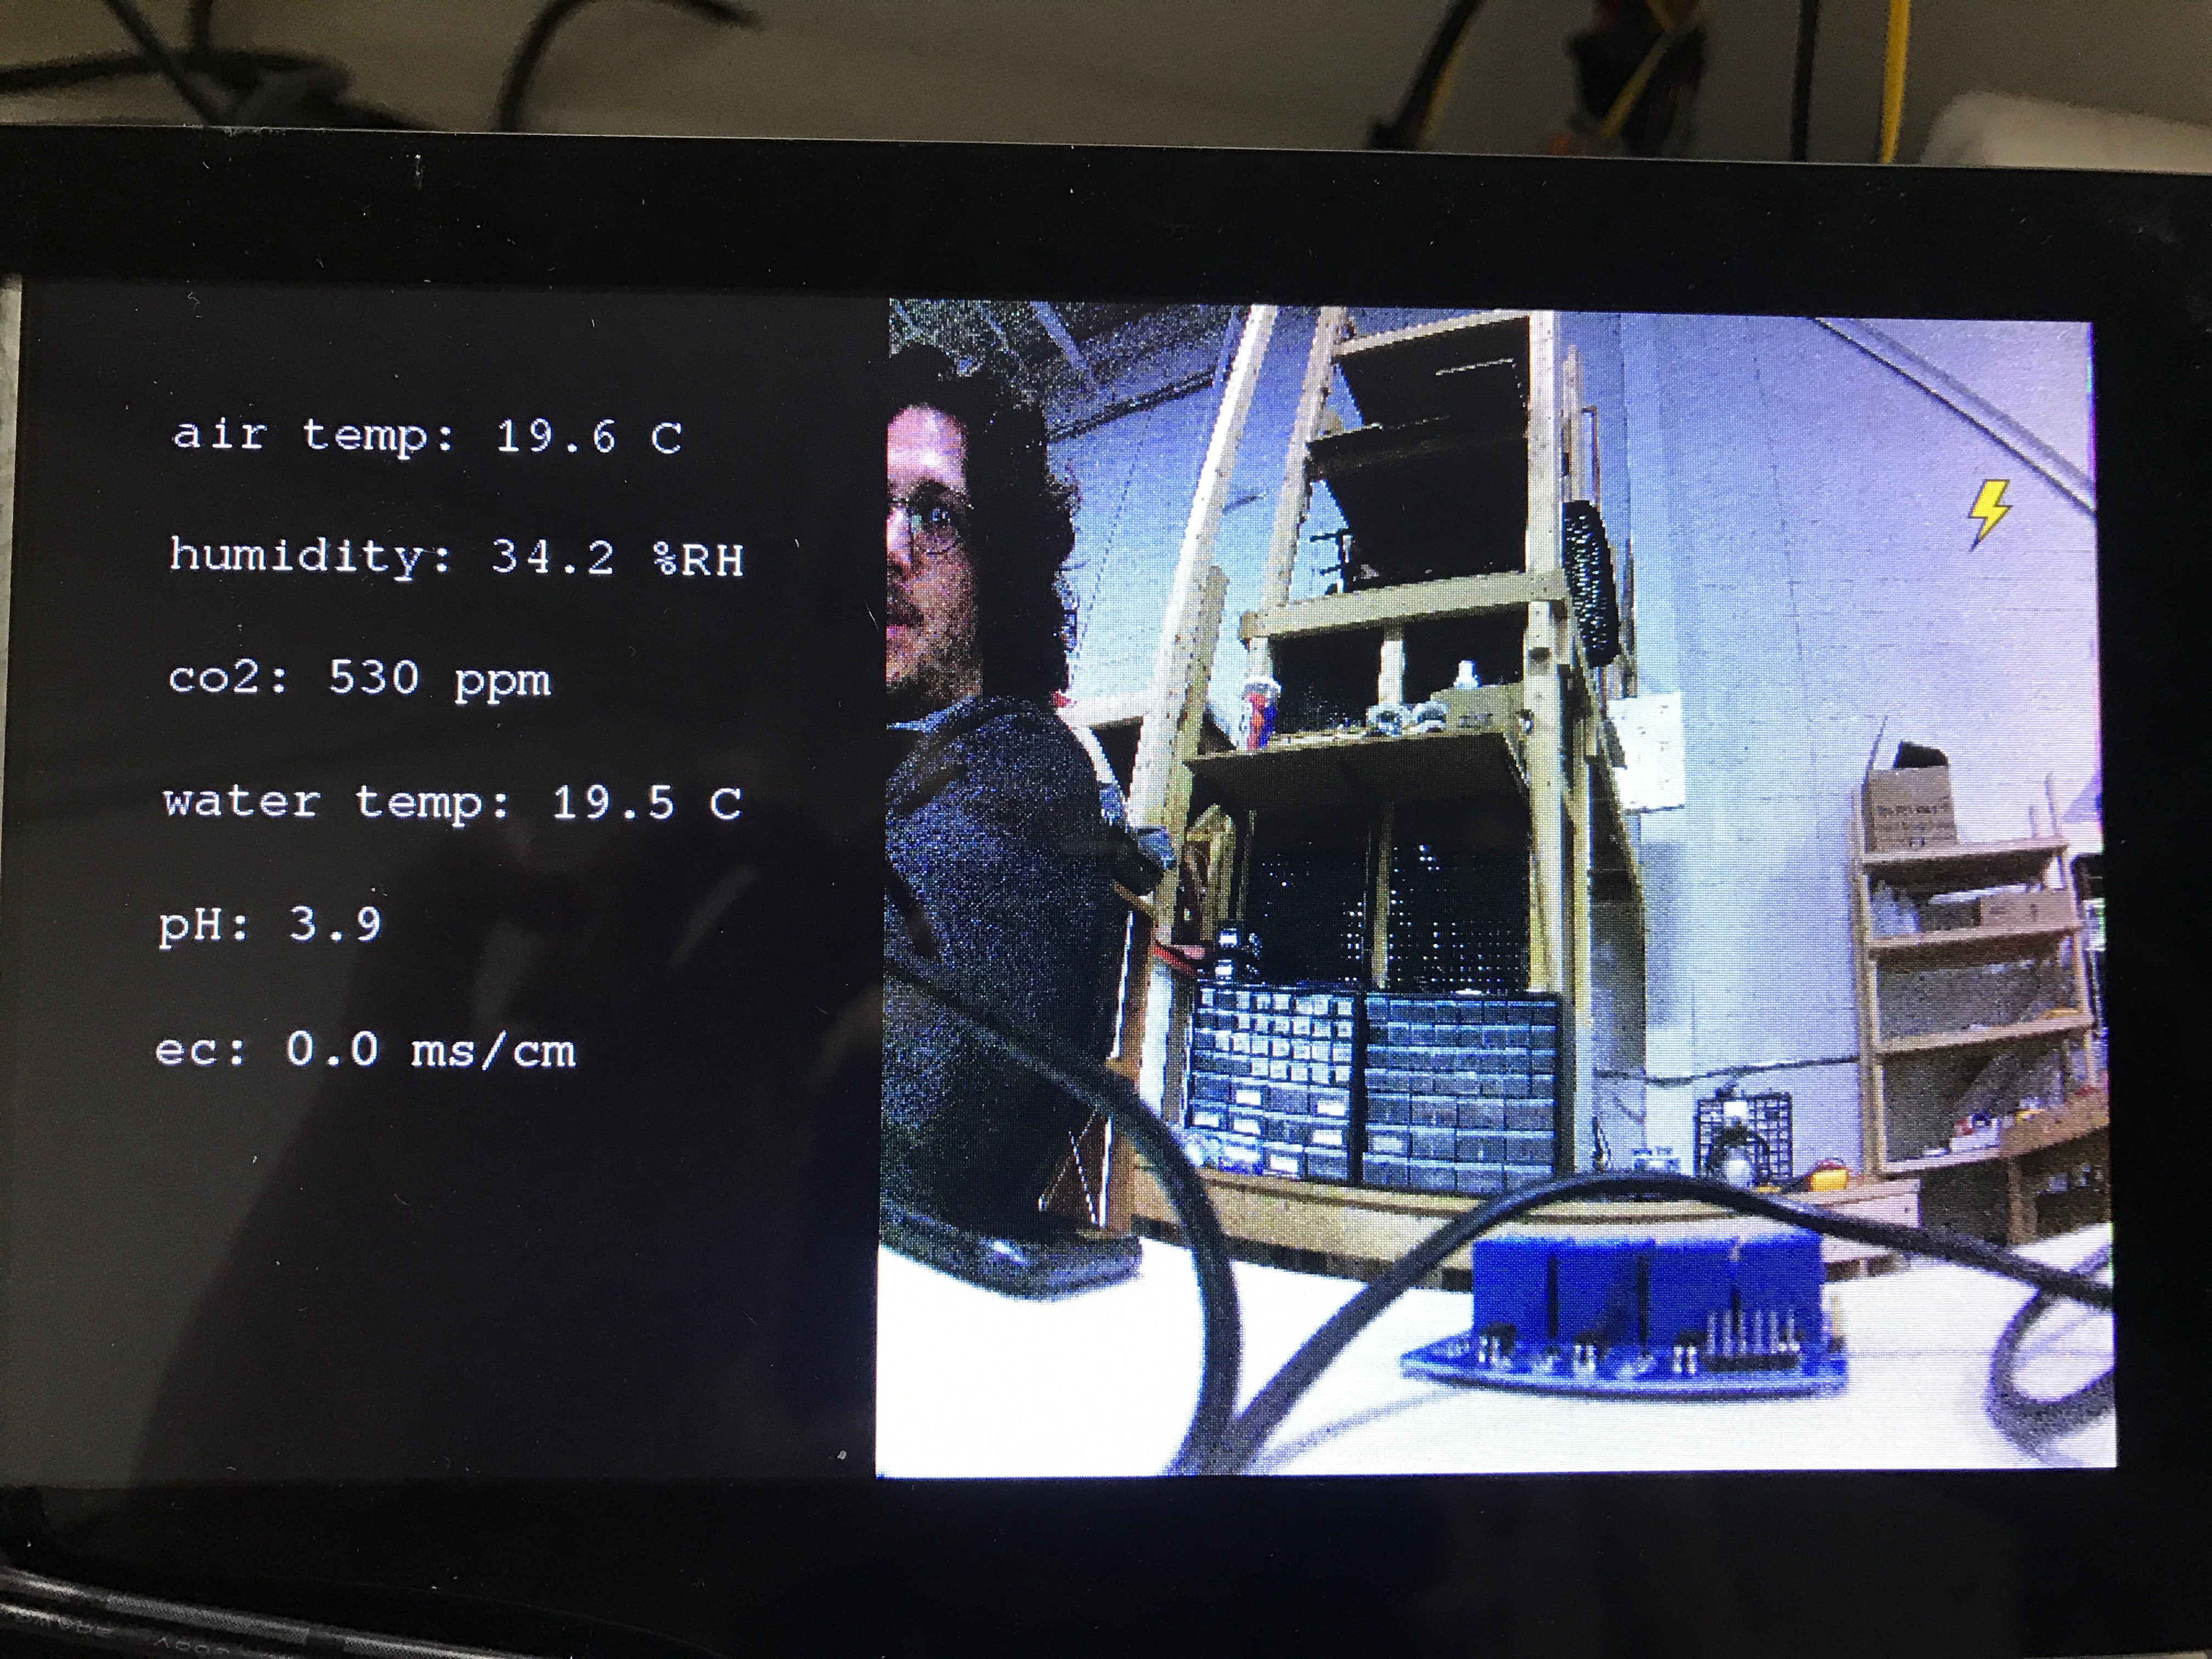 air temp: 19.6 C
humidity: 34.2 %RH
co2: 530 ppm
water temp: 19.5 C
pH: 3.9
ec: 0.0 ms/cm